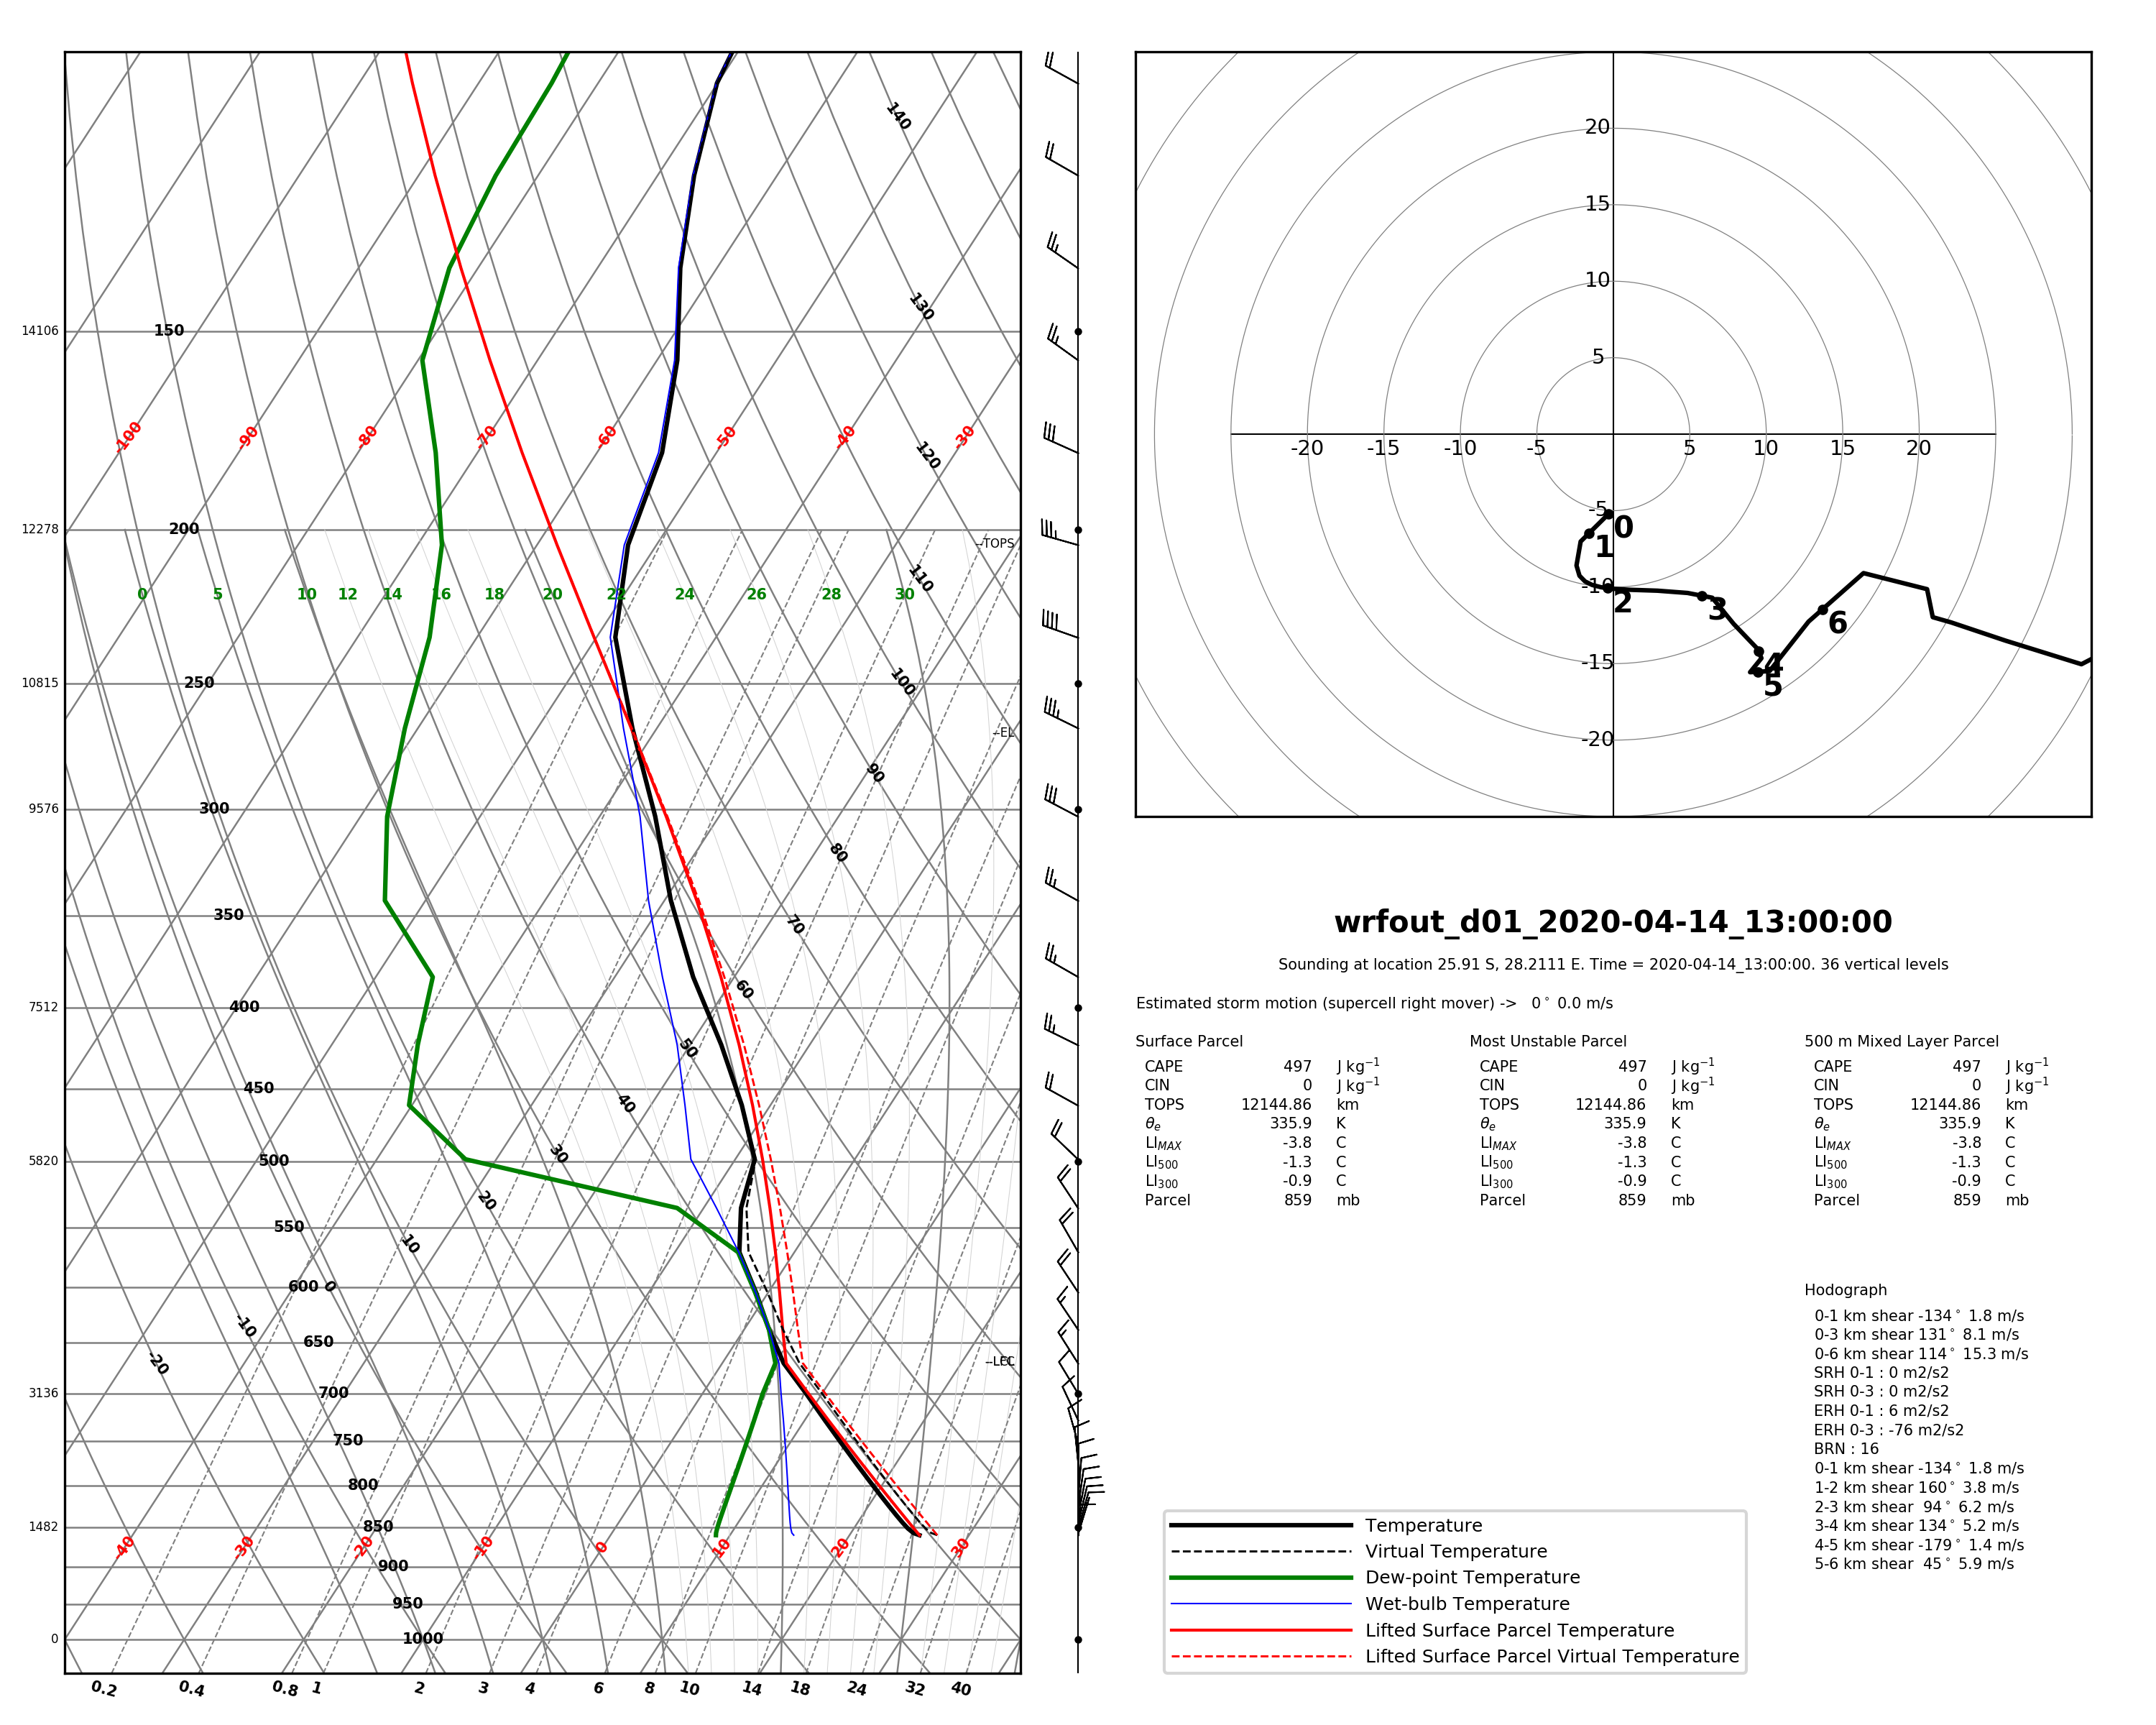 140
130
14106 150
-100 -90 -80 -70 -60 -50 -40 -30
120
12278 200
--TOPS
110
0 5 10 12 14 16 18 20 22 24 26 28 30
100
10815 250
--EL
90
9576 300
80
350
70
60
7512 400
50
450
40
5820 500
30
20
550
10
600 0
-10
650
-20
--LEC
3136 700
750
800
1482 850
-40 -30 -20 -10 0 10 20 30
900
950
0 1000
0.2 0.4 0.8 1 2 3 4 6 8 10 14 18 24 32 40
20
15
10
5
-20 -15 -10 -5 5 10 15 20
-5
0
1
-10
2
3
-15
4
5
6
-20
wrfout_d01_2020-04-14_13:00:00
Sounding at location 25.91 S, 28.2111 E. Time = 2020-04-14_13:00:00. 36 vertical levels
Estimated storm motion (supercell right mover) -> 0° 0.0 m/s
Surface Parcel
CAPE 497 J kg⁻¹
CIN 0 J kg⁻¹
TOPS 12144.86 km
θe 335.9 K
LIMAX -3.8 C
LI500 -1.3 C
LI300 -0.9 C
Parcel 859 mb
Most Unstable Parcel
CAPE 497 J kg⁻¹
CIN 0 J kg⁻¹
TOPS 12144.86 km
θe 335.9 K
LIMAX -3.8 C
LI500 -1.3 C
LI300 -0.9 C
Parcel 859 mb
500 m Mixed Layer Parcel
CAPE 497 J kg⁻¹
CIN 0 J kg⁻¹
TOPS 12144.86 km
θe 335.9 K
LIMAX -3.8 C
LI500 -1.3 C
LI300 -0.9 C
Parcel 859 mb
Hodograph
0-1 km shear -134° 1.8 m/s
0-3 km shear 131° 8.1 m/s
0-6 km shear 114° 15.3 m/s
SRH 0-1 : 0 m2/s2
SRH 0-3 : 0 m2/s2
ERH 0-1 : 6 m2/s2
ERH 0-3 : -76 m2/s2
BRN : 16
0-1 km shear -134° 1.8 m/s
1-2 km shear 160° 3.8 m/s
2-3 km shear 94° 6.2 m/s
3-4 km shear 134° 5.2 m/s
4-5 km shear -179° 1.4 m/s
5-6 km shear 45° 5.9 m/s
Temperature
Virtual Temperature
Dew-point Temperature
Wet-bulb Temperature
Lifted Surface Parcel Temperature
Lifted Surface Parcel Virtual Temperature